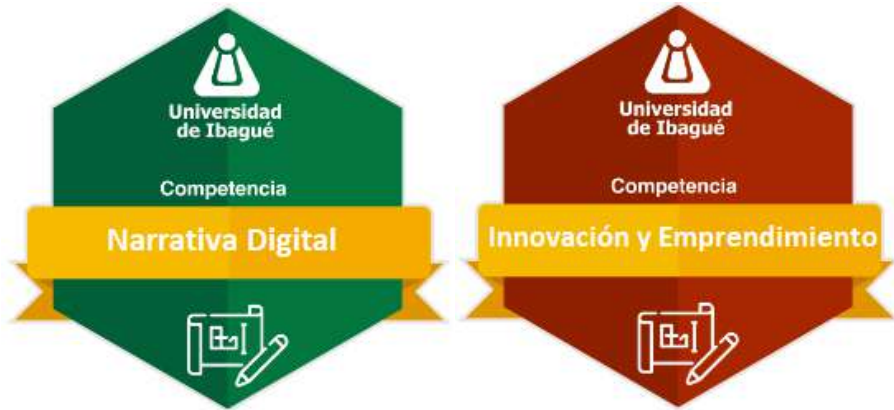 Universidad
de Ibagué
Competencia
Narrativa Digital
Universidad
de Ibagué
Competencia
Innovación y Emprendimiento